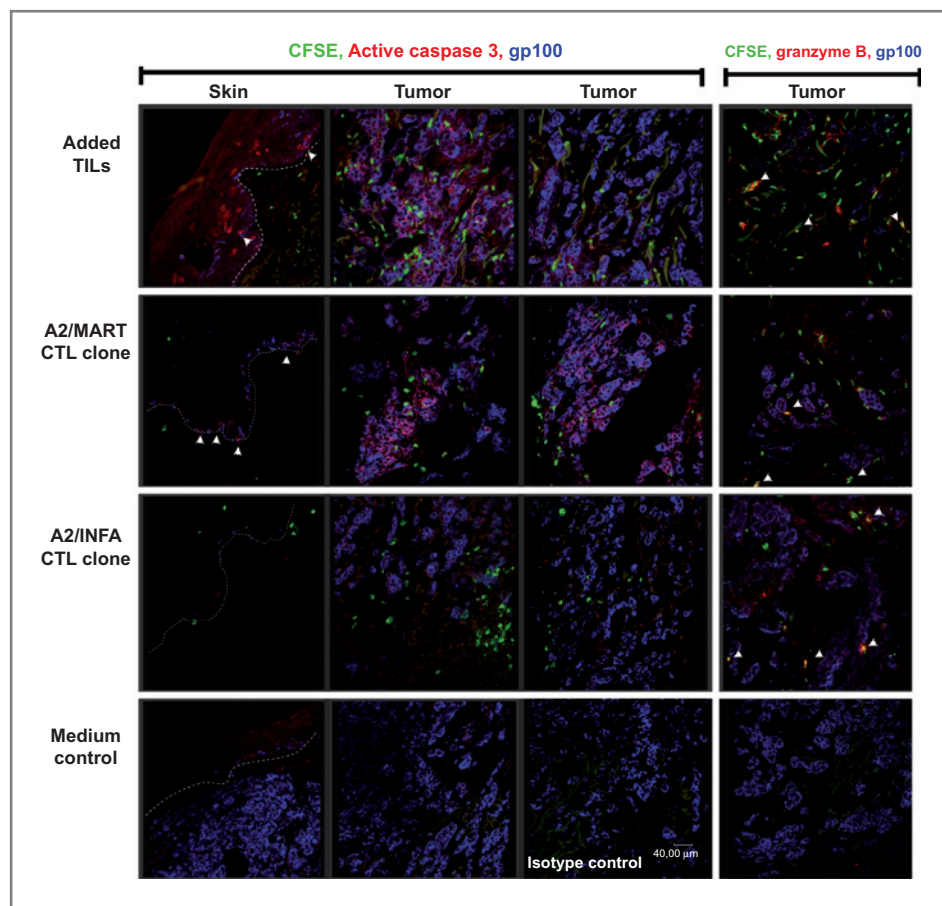 CFSE, Active caspase 3, gp100
CFSE, granzyme B, gp100
Skin
Tumor
Tumor
Tumor
Added
TILs
A2/MART
CTL clone
A2/INFA
CTL clone
Medium
control
Isotype control
40,00 µm